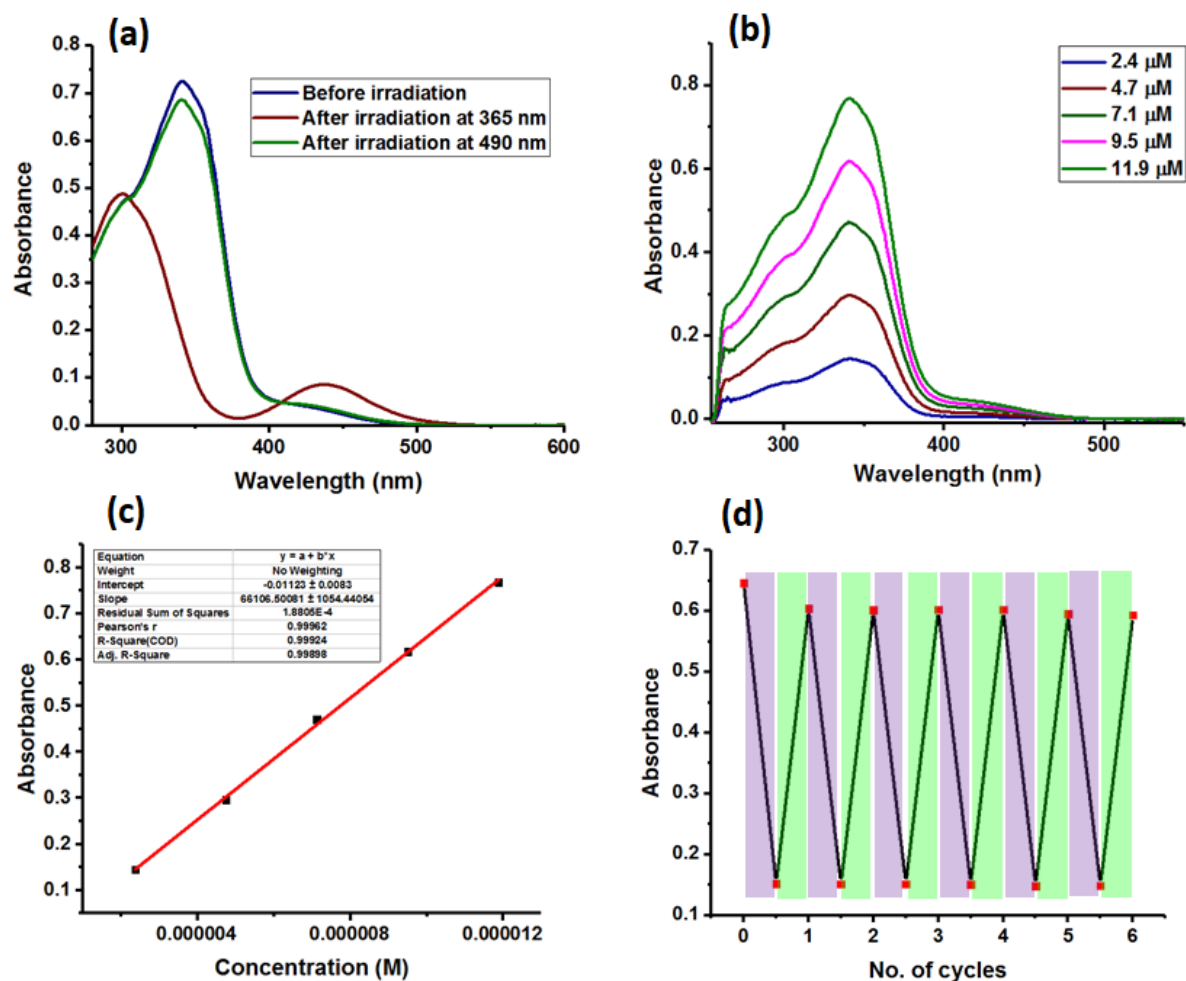 (a)
0.8
0.7
0.6
0.5
0.4
0.3
0.2
0.1
0.0
Absorbance
Before irradiation
After irradiation at 365 nm
After irradiation at 490 nm
300
400
500
600
Wavelength (nm)
(b)
0.8
0.6
0.4
0.2
0.0
Absorbance
2.4 μM
4.7 μM
7.1 μM
9.5 μM
11.9 μM
300
400
500
Wavelength (nm)
(c)
0.8
0.7
0.6
0.5
0.4
0.3
0.2
0.1
Absorbance
Equation y = a + b*x
Weight No Weighting
Intercept -0.01123 ± 0.0083
Slope 66106.50081 ± 1054.44054
Residual Sum of Squares 1.8805E-4
Pearson's r 0.99962
R-Square(COD) 0.99924
Adj. R-Square 0.99898
0.000004
0.000008
0.000012
Concentration (M)
(d)
0.7
0.6
0.5
0.4
0.3
0.2
0.1
Absorbance
0
1
2
3
4
5
6
No. of cycles